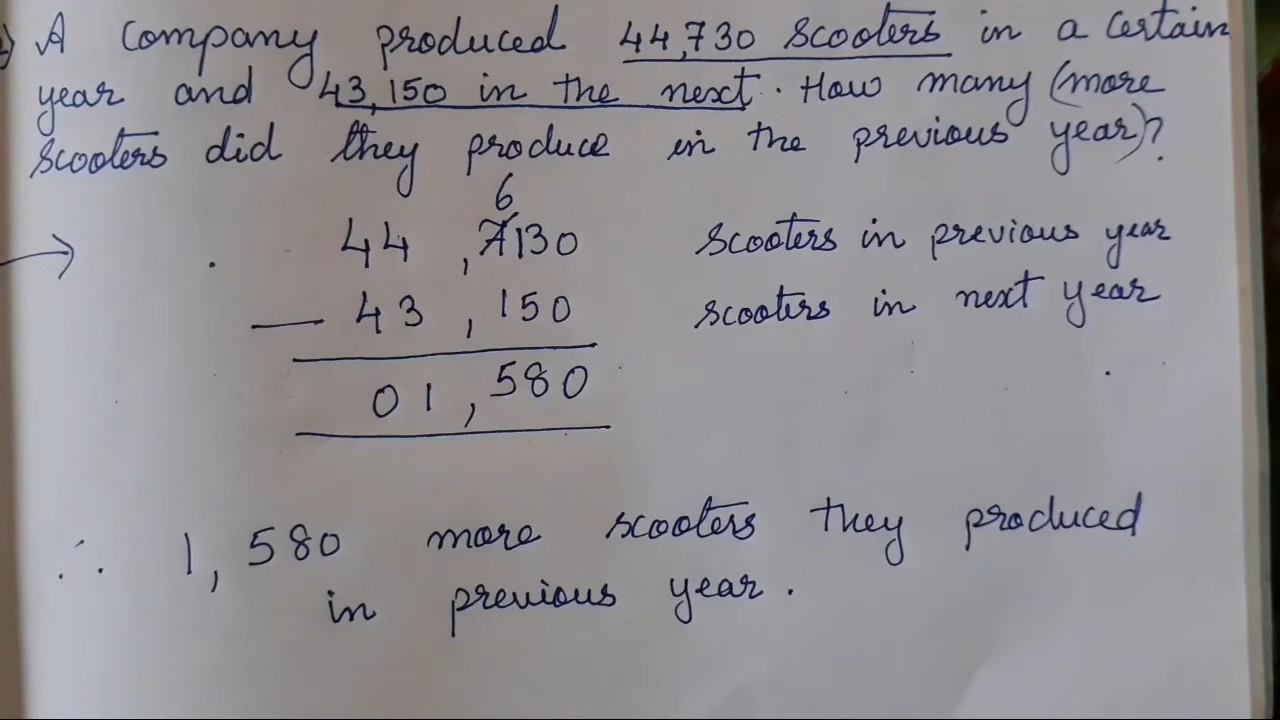 A company produced 44,730 scooters in a certain
year and 43,150 in the next. How many (more
scooters did they produce in the previous year)?
6
44,7130 scooters in previous year
— 43,150 scooters in next year
01,580
∴ 1,580 more scooters they produced
in previous year.